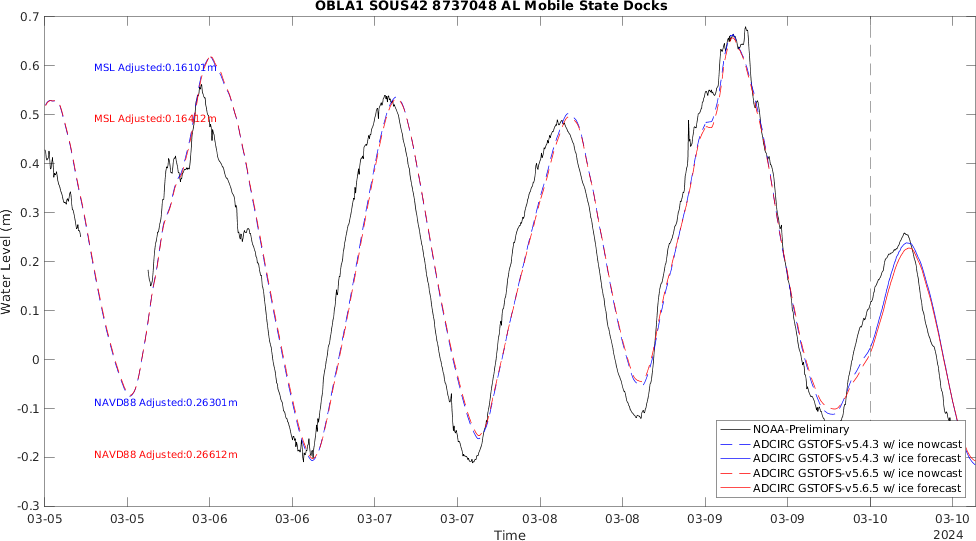 OBLA1 SOUS42 8737048 AL Mobile State Docks
0.7
0.6
0.5
0.4
0.3
0.2
0.1
0
-0.1
-0.2
-0.3
Water Level (m)
MSL Adjusted:0.16101m
MSL Adjusted:0.16412m
NAVD88 Adjusted:0.26301m
NAVD88 Adjusted:0.26612m
NOAA-Preliminary
ADCIRC GSTOFS-v5.4.3 w/ ice nowcast
ADCIRC GSTOFS-v5.4.3 w/ ice forecast
ADCIRC GSTOFS-v5.6.5 w/ ice nowcast
ADCIRC GSTOFS-v5.6.5 w/ ice forecast
03-05 03-05 03-06 03-06 03-07 03-07 03-08 03-08 03-09 03-09 03-10 03-10
Time
2024